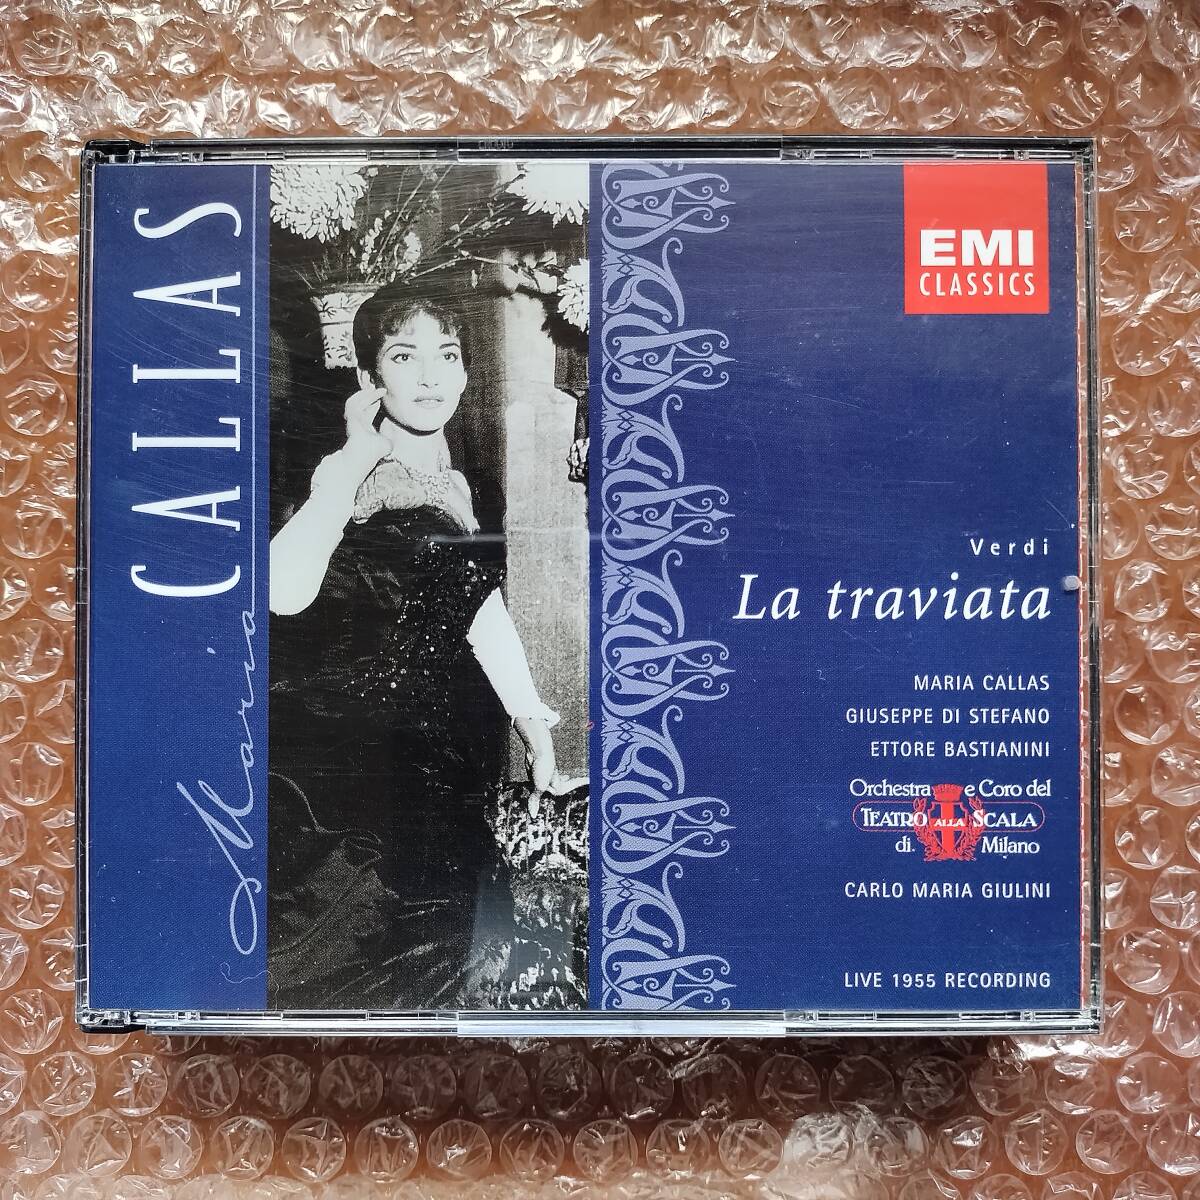 CALLAS
Maria
EMI
CLASSICS
Verdi
La traviata
MARIA CALLAS
GIUSEPPE DI STEFANO
ETTORE BASTIANINI
Orchestra e Coro del
TEATRO ALLA SCALA
di Milano
CARLO MARIA GIULINI
LIVE 1955 RECORDING